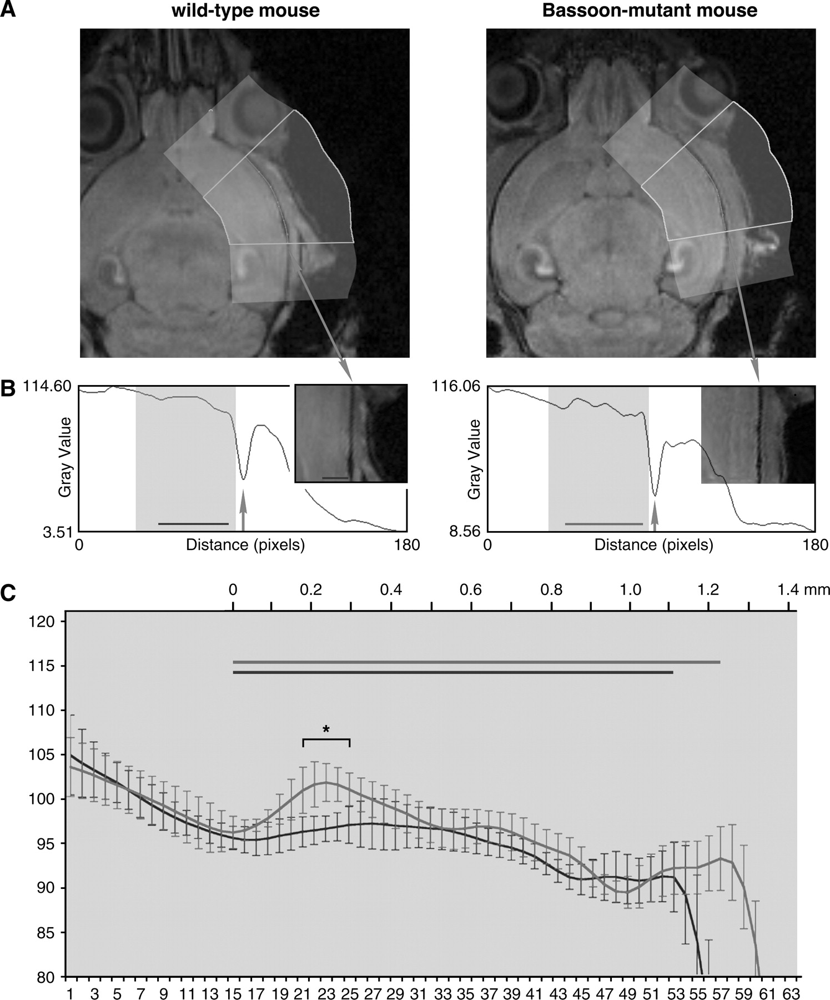 A wild-type mouse Bassoon-mutant mouse
B 114.60 116.06
Gray Value Gray Value
3.51 8.56
0 Distance (pixels) 180 0 Distance (pixels) 180
C 0 0.2 0.4 0.6 0.8 1.0 1.2 1.4 mm
120
115
110
*
105
100
95
90
85
80
1 3 5 7 9 11 13 15 17 19 21 23 25 27 29 31 33 35 37 39 41 43 45 47 49 51 53 55 57 59 61 63